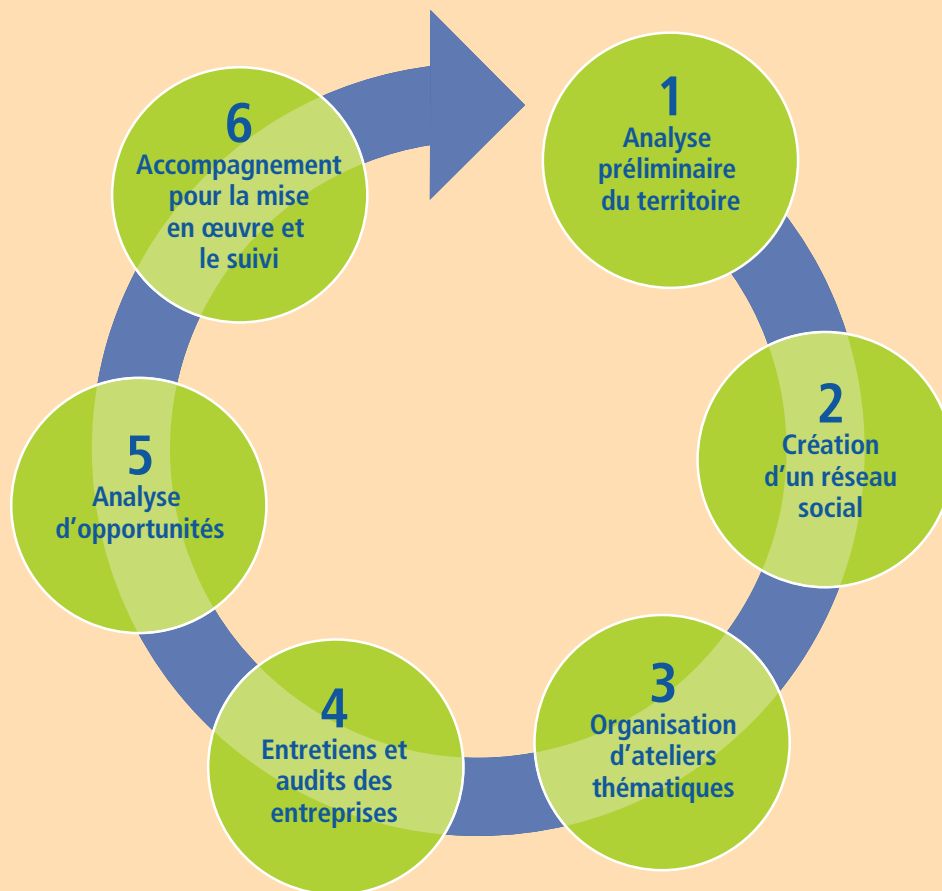 1
Analyse
préliminaire
du territoire
2
Création
d'un réseau
social
3
Organisation
d'ateliers
thématiques
4
Entretiens et
audits des
entreprises
5
Analyse
d'opportunités
6
Accompagnement
pour la mise
en œuvre et
le suivi